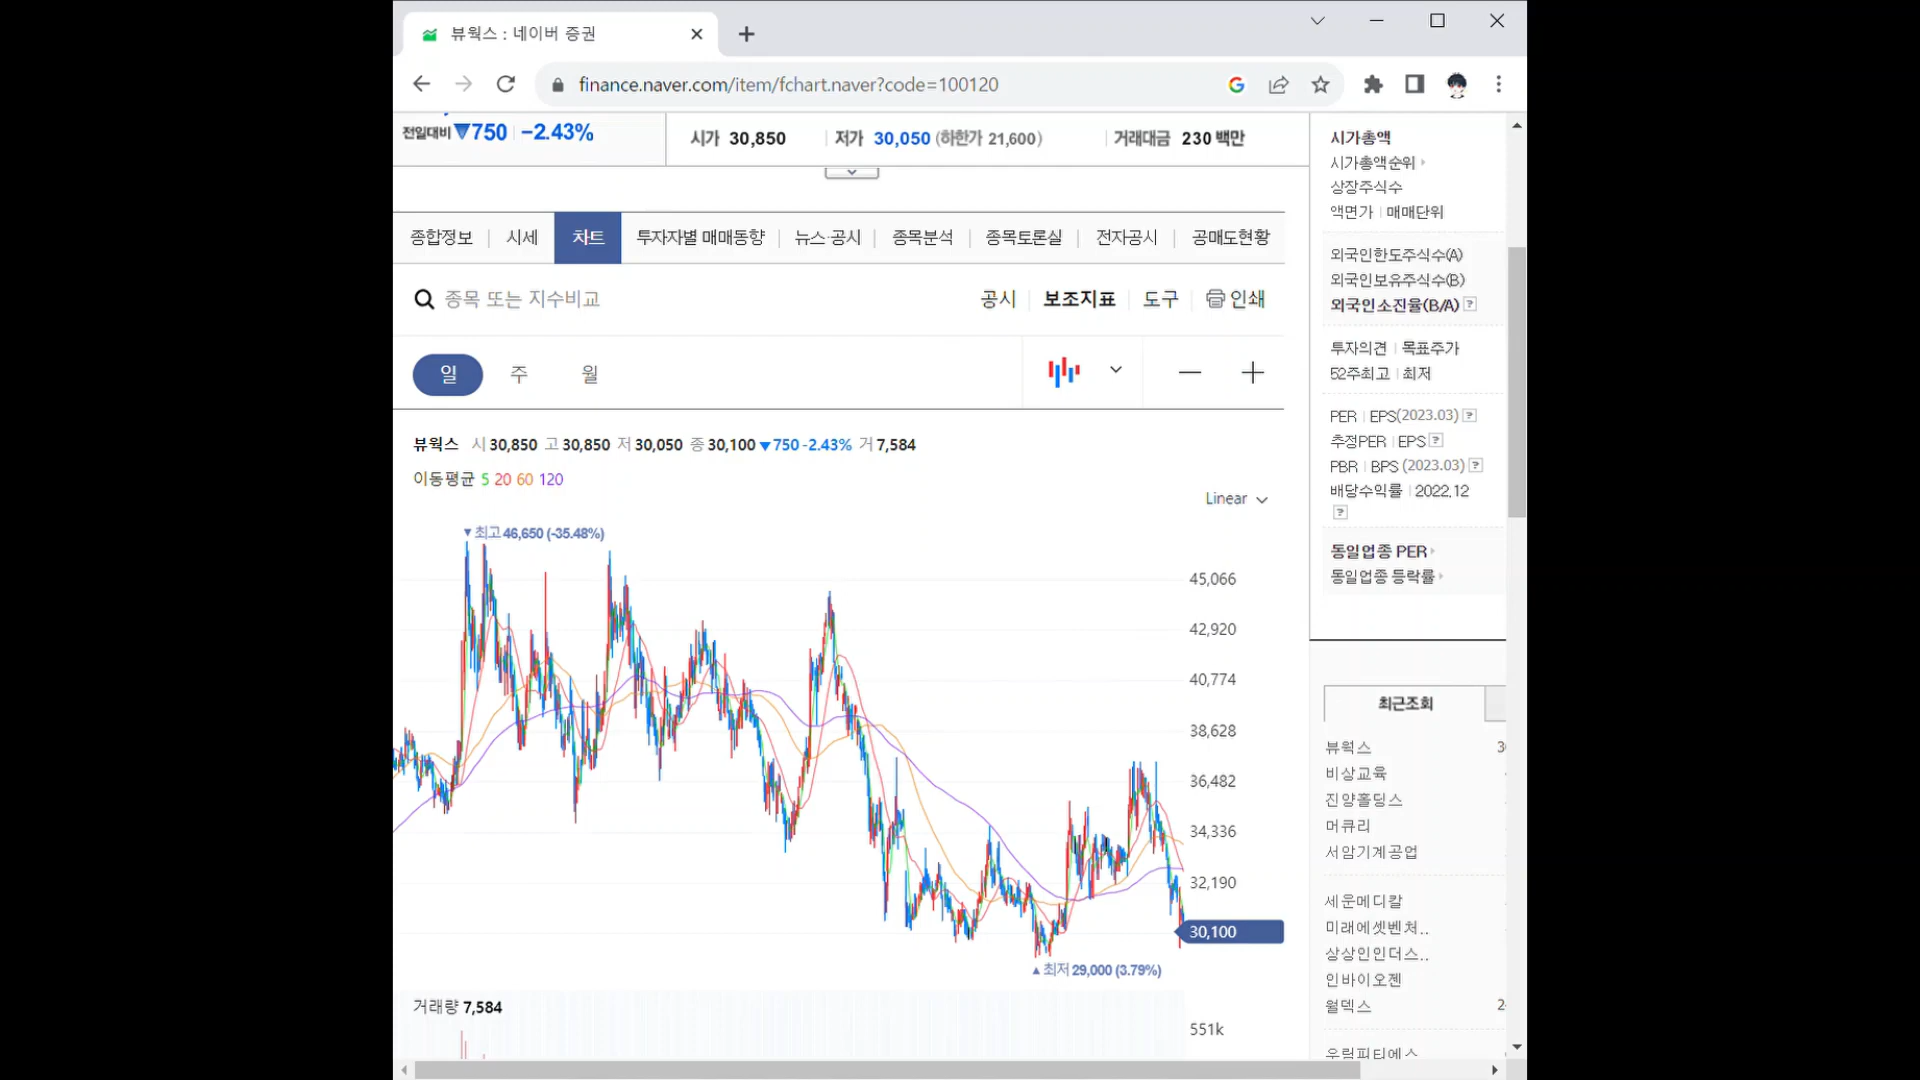 뷰웍스 : 네이버 증권
finance.naver.com/item/fchart.naver?code=100120
전일대비 ▼750 -2.43%
시가 30,850 저가 30,050 (하한가 21,600) 거래대금 230 백만
종합정보 시세 차트 투자자별 매매동향 뉴스·공시 종목분석 종목토론실 전자공시 공매도현황
종목 또는 지수비교
공시 보조지표 도구 인쇄
일 주 월
뷰웍스 시 30,850 고 30,850 저 30,050 종 30,100 ▼750 -2.43% 거 7,584
이동평균 5 20 60 120
Linear
▼최고 46,650 (-35.48%)
45,066
42,920
40,774
38,628
36,482
34,336
32,190
30,100
▲최저 29,000 (3.79%)
거래량 7,584
551k
시가총액
시가총액순위
상장주식수
액면가 매매단위
외국인한도주식수(A)
외국인보유주식수(B)
외국인소진율(B/A) ?
투자의견 목표주가
52주최고 최저
PER EPS(2023.03) ?
추정PER EPS ?
PBR BPS (2023.03) ?
배당수익률 2022.12
?
동일업종 PER
동일업종 등락률
최근조회
뷰웍스
비상교육
진양홀딩스
머큐리
서암기계공업
세운메디칼
미래에셋벤처..
상상인인더스..
인바이오젠
월덱스
우림피티에스